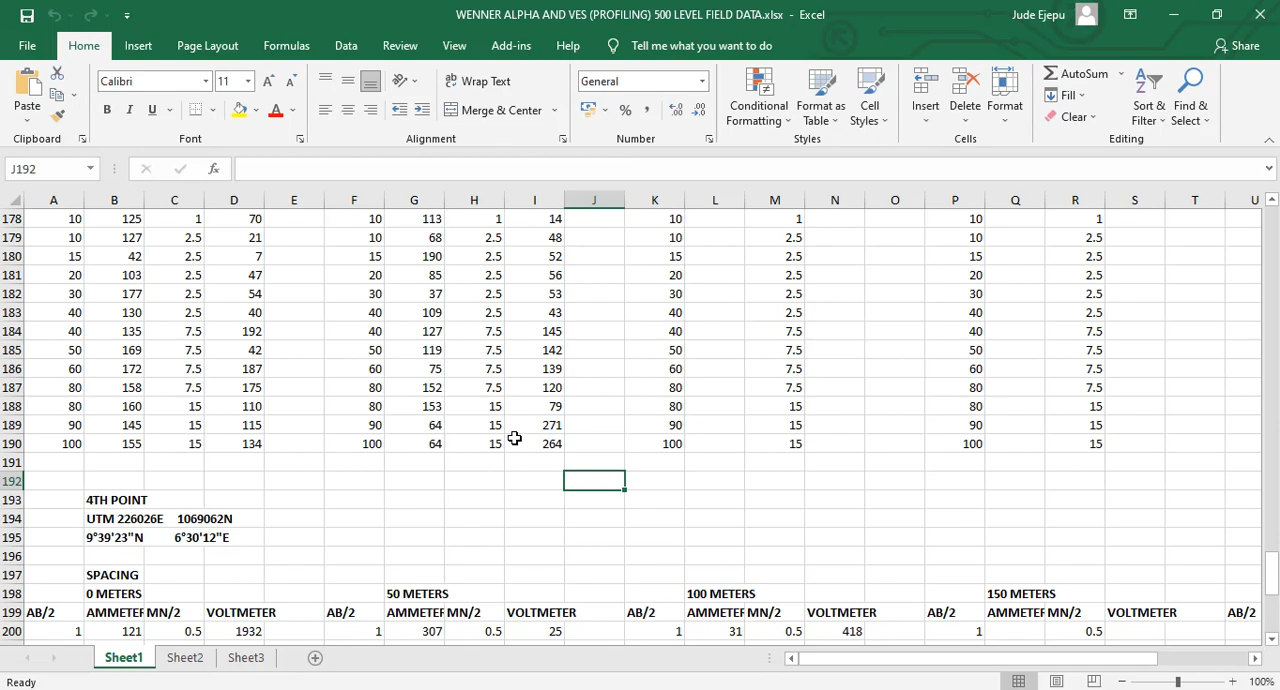 WENNER ALPHA AND VES (PROFILING) 500 LEVEL FIELD DATA.xlsx - Excel
Jude Ejepu
File Home Insert Page Layout Formulas Data Review View Add-ins Help Tell me what you want to do Share
Calibri 11 Wrap Text General AutoSum
Fill
Merge & Center Clear
Paste Conditional Formatting Format as Table Cell Styles Insert Delete Format Sort & Filter Find & Select
Clipboard Font Alignment Number Styles Cells Editing
J192 fx
A B C D E F G H I J K L M N O P Q R S T U
178 10 125 1 70 10 113 1 14 10 1 10 1
179 10 127 2.5 21 10 68 2.5 48 10 2.5 10 2.5
180 15 42 2.5 7 15 190 2.5 52 15 2.5 15 2.5
181 20 103 2.5 47 20 85 2.5 56 20 2.5 20 2.5
182 30 177 2.5 54 30 37 2.5 53 30 2.5 30 2.5
183 40 130 2.5 40 40 109 2.5 43 40 2.5 40 2.5
184 40 135 7.5 192 40 127 7.5 145 40 7.5 40 7.5
185 50 169 7.5 42 50 119 7.5 142 50 7.5 50 7.5
186 60 172 7.5 187 60 75 7.5 139 60 7.5 60 7.5
187 80 158 7.5 175 80 152 7.5 120 80 7.5 80 7.5
188 80 160 15 110 80 153 15 79 80 15 80 15
189 90 145 15 115 90 64 15 271 90 15 90 15
190 100 155 15 134 100 64 15 264 100 15 100 15
191
192
193 4TH POINT
194 UTM 226026E 1069062N
195 9°39'23"N 6°30'12"E
196
197 SPACING
198 0 METERS 50 METERS 100 METERS 150 METERS
199 AB/2 AMMETER MN/2 VOLTMETER AB/2 AMMETER MN/2 VOLTMETER AB/2 AMMETER MN/2 VOLTMETER AB/2 AMMETER MN/2 VOLTMETER AB/2
200 1 121 0.5 1932 1 307 0.5 25 1 31 0.5 418 1 0.5
Sheet1 Sheet2 Sheet3
Ready 100%